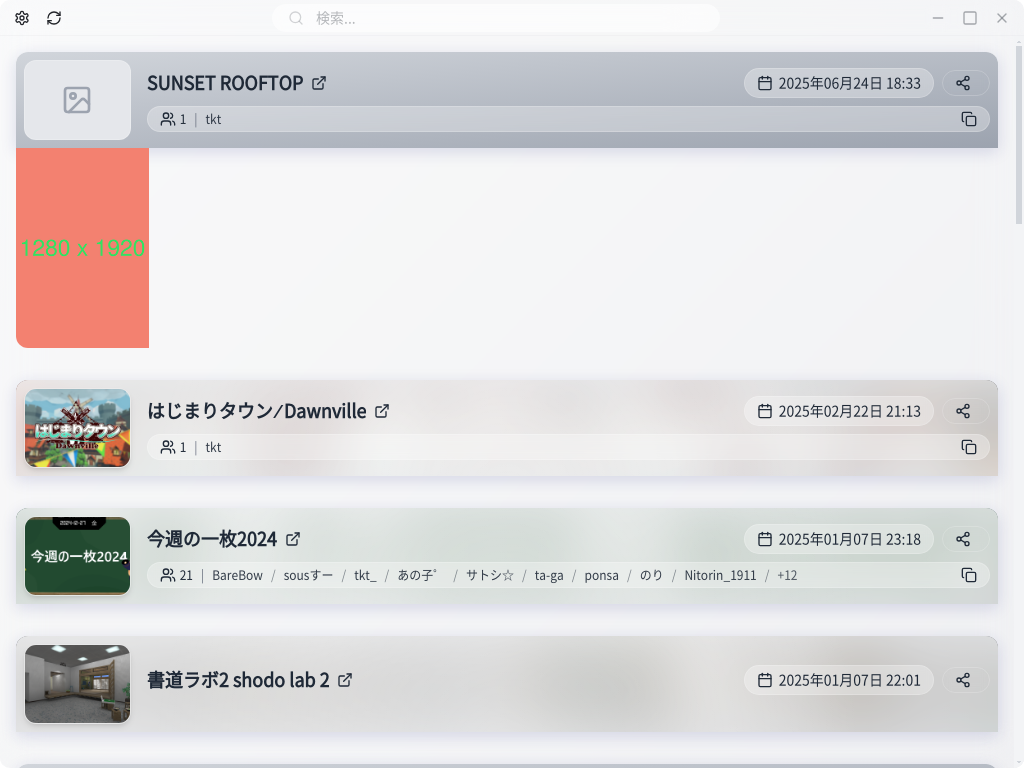 検索...
SUNSET ROOFTOP
2025年06月24日 18:33
1 | tkt
1280 x 1920
はじまりタウン
Dawnville
はじまりタウン/Dawnville
2025年02月22日 21:13
1 | tkt
今週の一枚2024
今週の一枚2024
2025年01月07日 23:18
21 | BareBow / sousすー / tkt_ / あの子゜ / サトシ☆ / ta-ga / ponsa / のり / Nitorin_1911 / +12
書道ラボ2 shodo lab 2
2025年01月07日 22:01